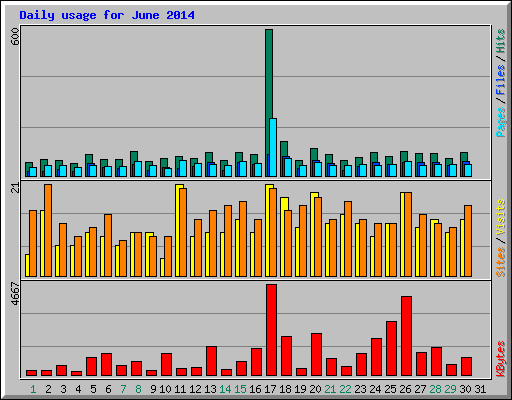 Daily usage for June 2014
600
Pages / Files / Hits
21
Sites / Visits
4667
KBytes
1 2 3 4 5 6 7 8 9 10 11 12 13 14 15 16 17 18 19 20 21 22 23 24 25 26 27 28 29 30 31